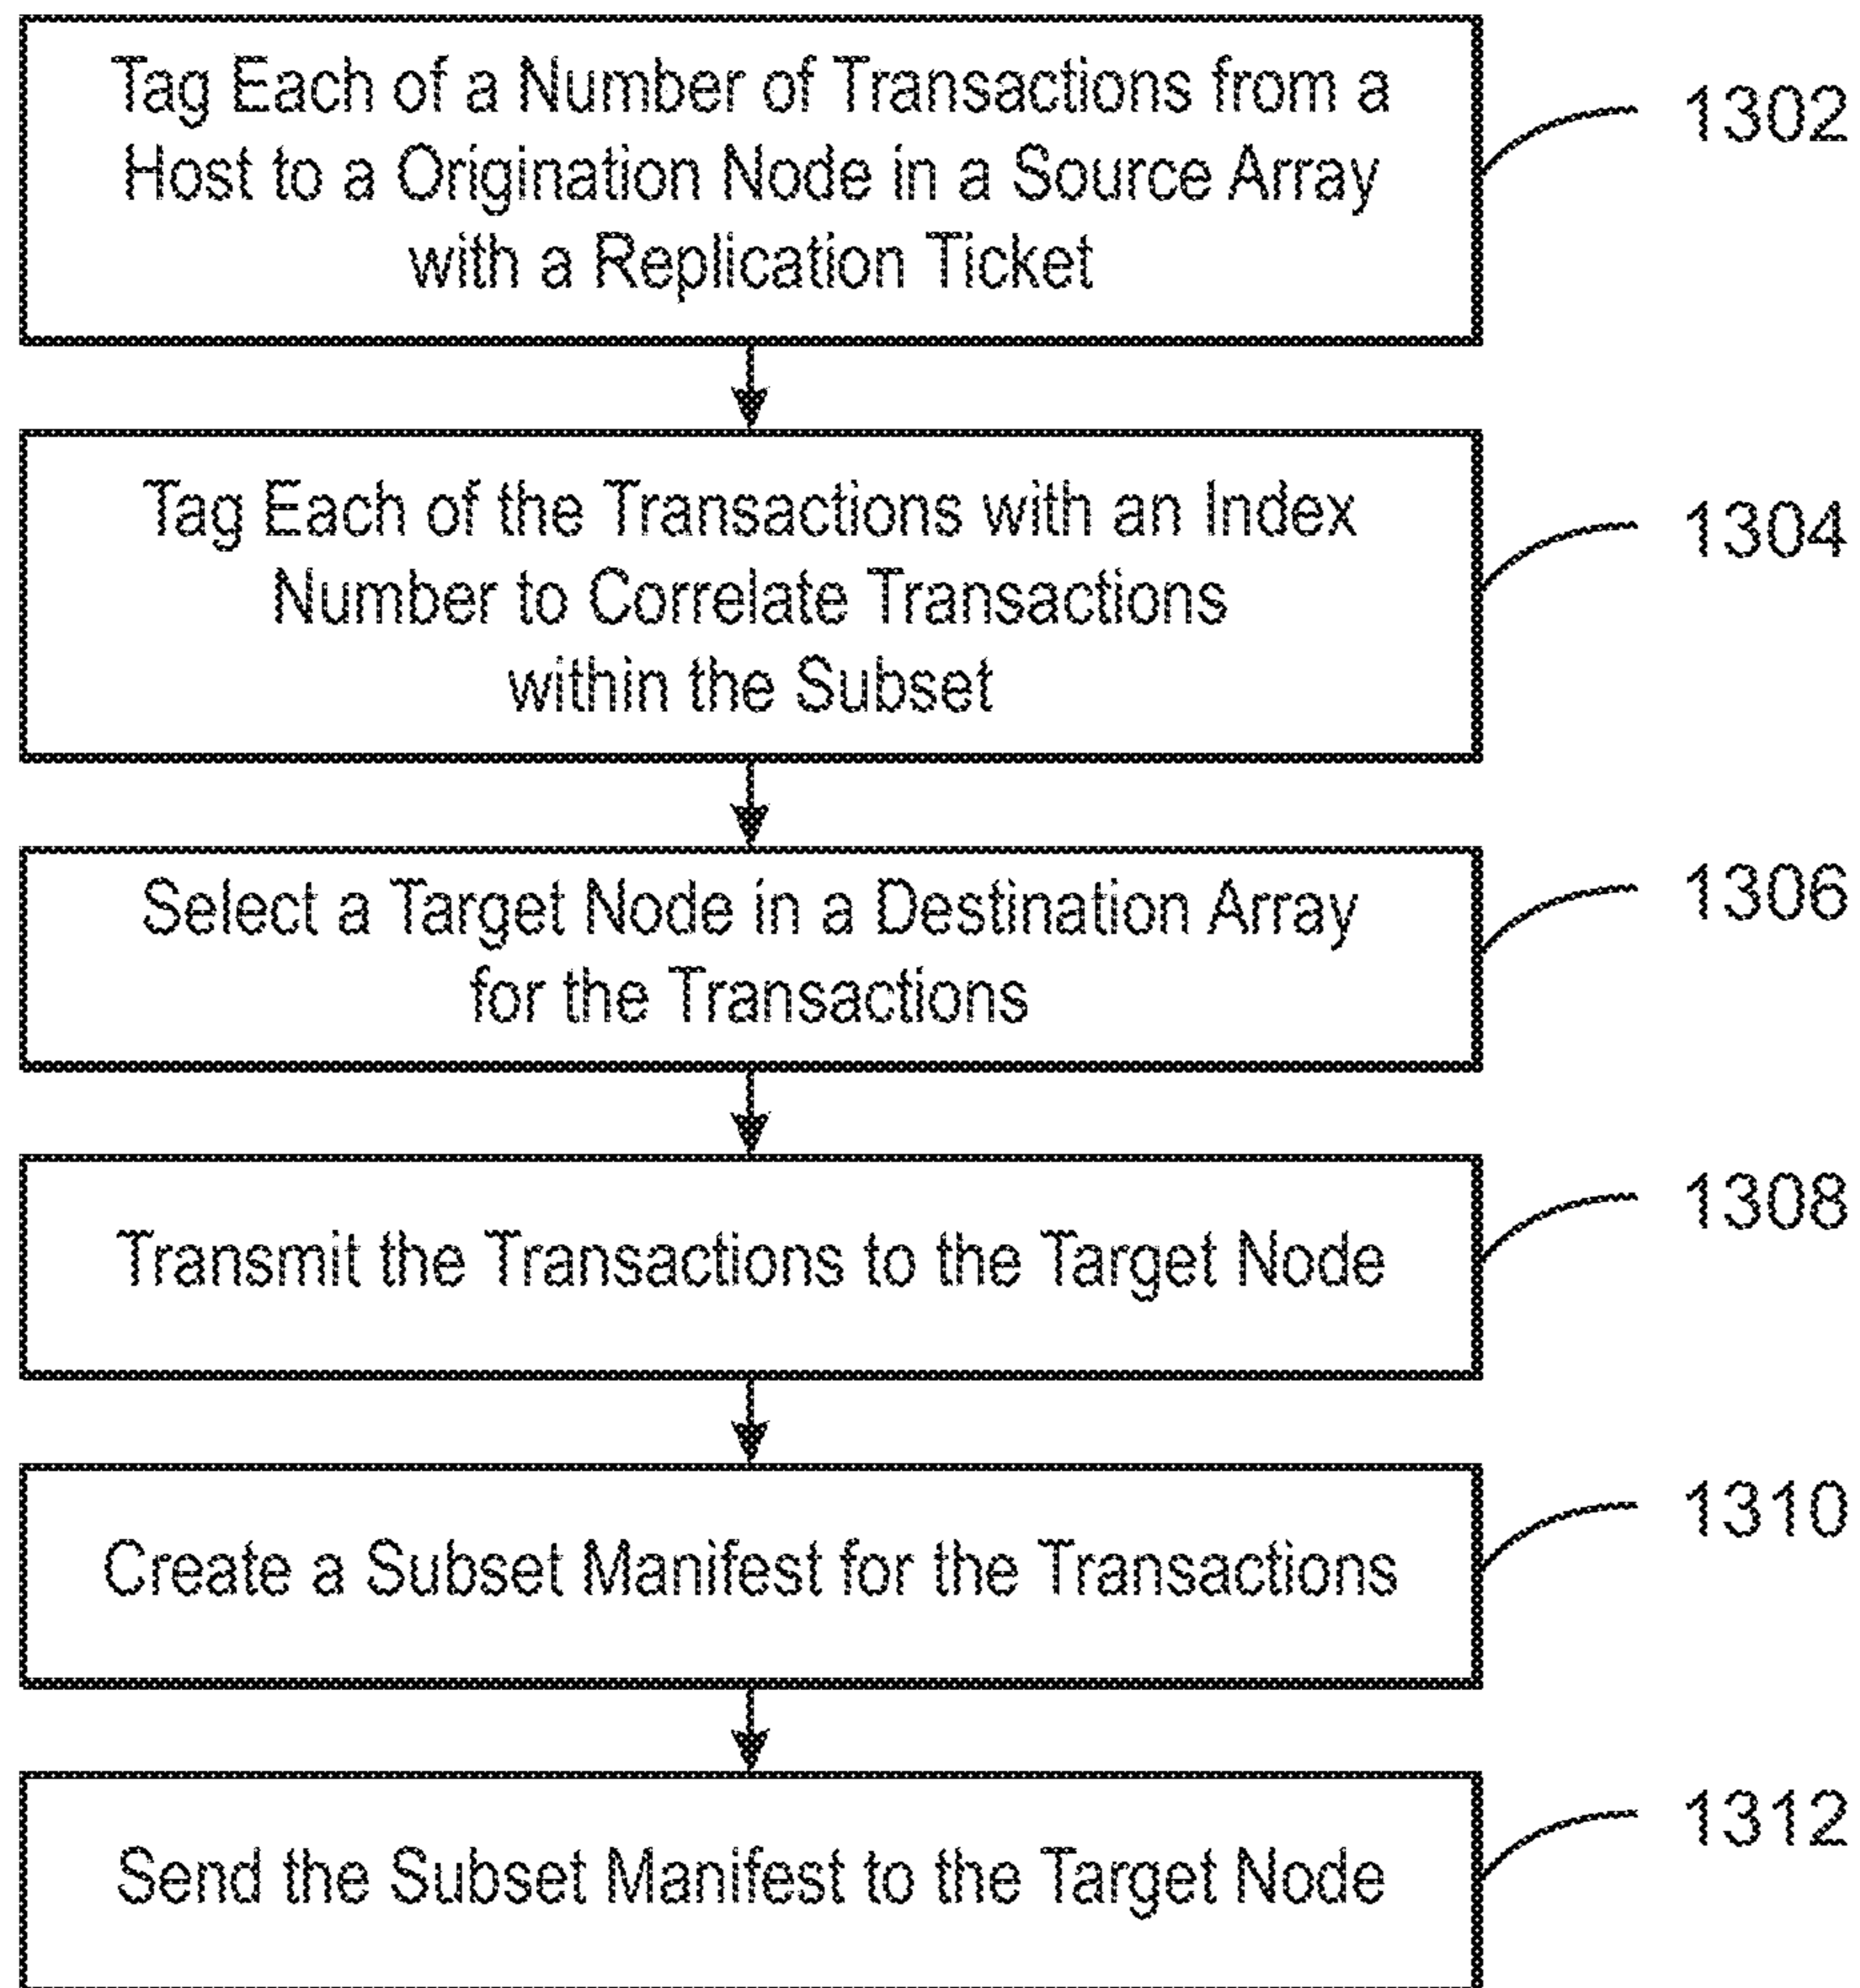 Tag Each of a Number of Transactions from a
Host to a Origination Node in a Source Array
with a Replication Ticket
1302
Tag Each of the Transactions with an Index
Number to Correlate Transactions
within the Subset
1304
Select a Target Node in a Destination Array
for the Transactions
1306
Transmit the Transactions to the Target Node
1308
Create a Subset Manifest for the Transactions
1310
Send the Subset Manifest to the Target Node
1312